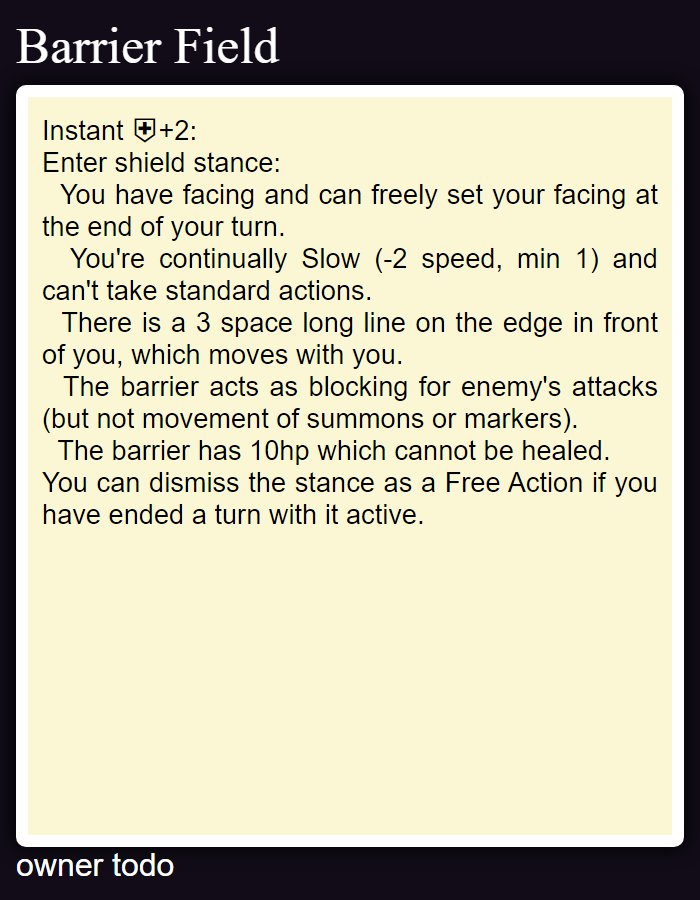 Barrier Field
Instant ⛨+2:
Enter shield stance:
You have facing and can freely set your facing at
the end of your turn.
You're continually Slow (-2 speed, min 1) and
can't take standard actions.
There is a 3 space long line on the edge in front
of you, which moves with you.
The barrier acts as blocking for enemy's attacks
(but not movement of summons or markers).
The barrier has 10hp which cannot be healed.
You can dismiss the stance as a Free Action if you
have ended a turn with it active.
owner todo